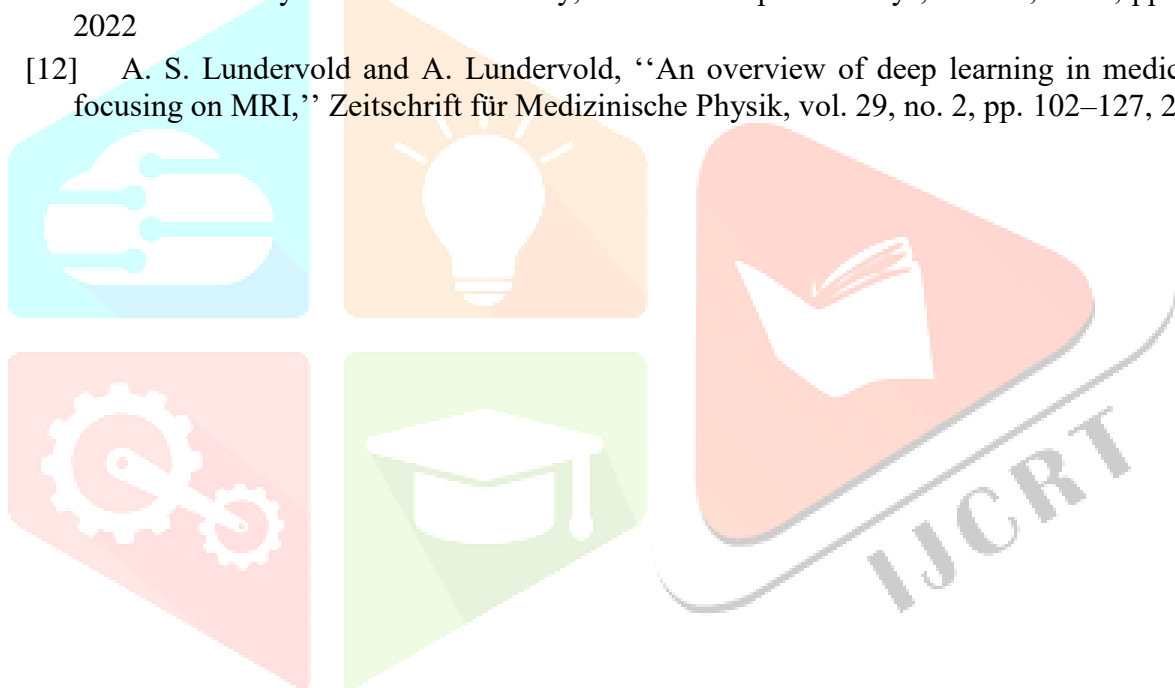 2022
[12] A. S. Lundervold and A. Lundervold, ‘‘An overview of deep learning in medic
focusing on MRI,’’ Zeitschrift für Medizinische Physik, vol. 29, no. 2, pp. 102–127, 2
IJCRT